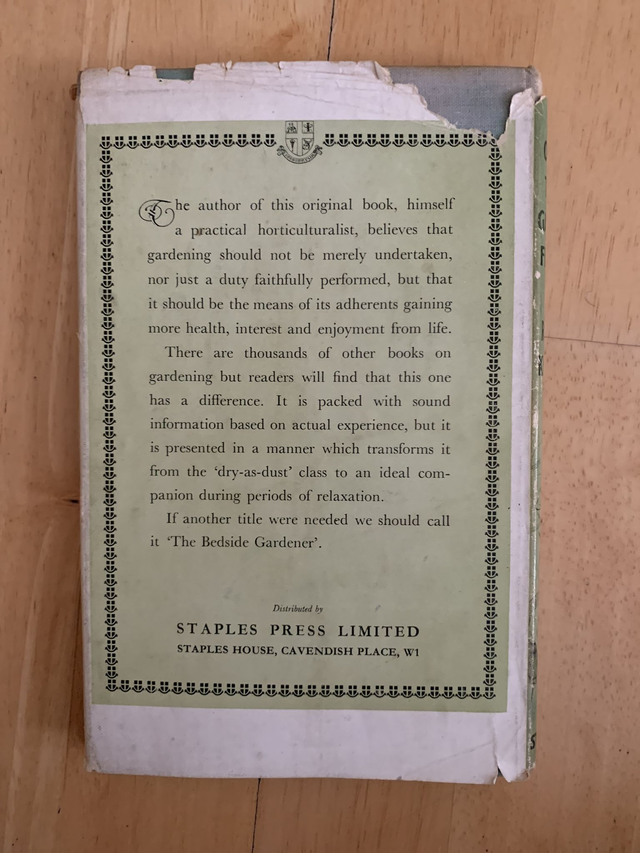 The author of this original book, himself
a practical horticulturalist, believes that
gardening should not be merely undertaken,
nor just a duty faithfully performed, but that
it should be the means of its adherents gaining
more health, interest and enjoyment from life.
There are thousands of other books on
gardening but readers will find that this one
has a difference. It is packed with sound
information based on actual experience, but it
is presented in a manner which transforms it
from the ‘dry-as-dust’ class to an ideal com-
panion during periods of relaxation.
If another title were needed we should call
it ‘The Bedside Gardener’.
Distributed by
STAPLES PRESS LIMITED
STAPLES HOUSE, CAVENDISH PLACE, W1